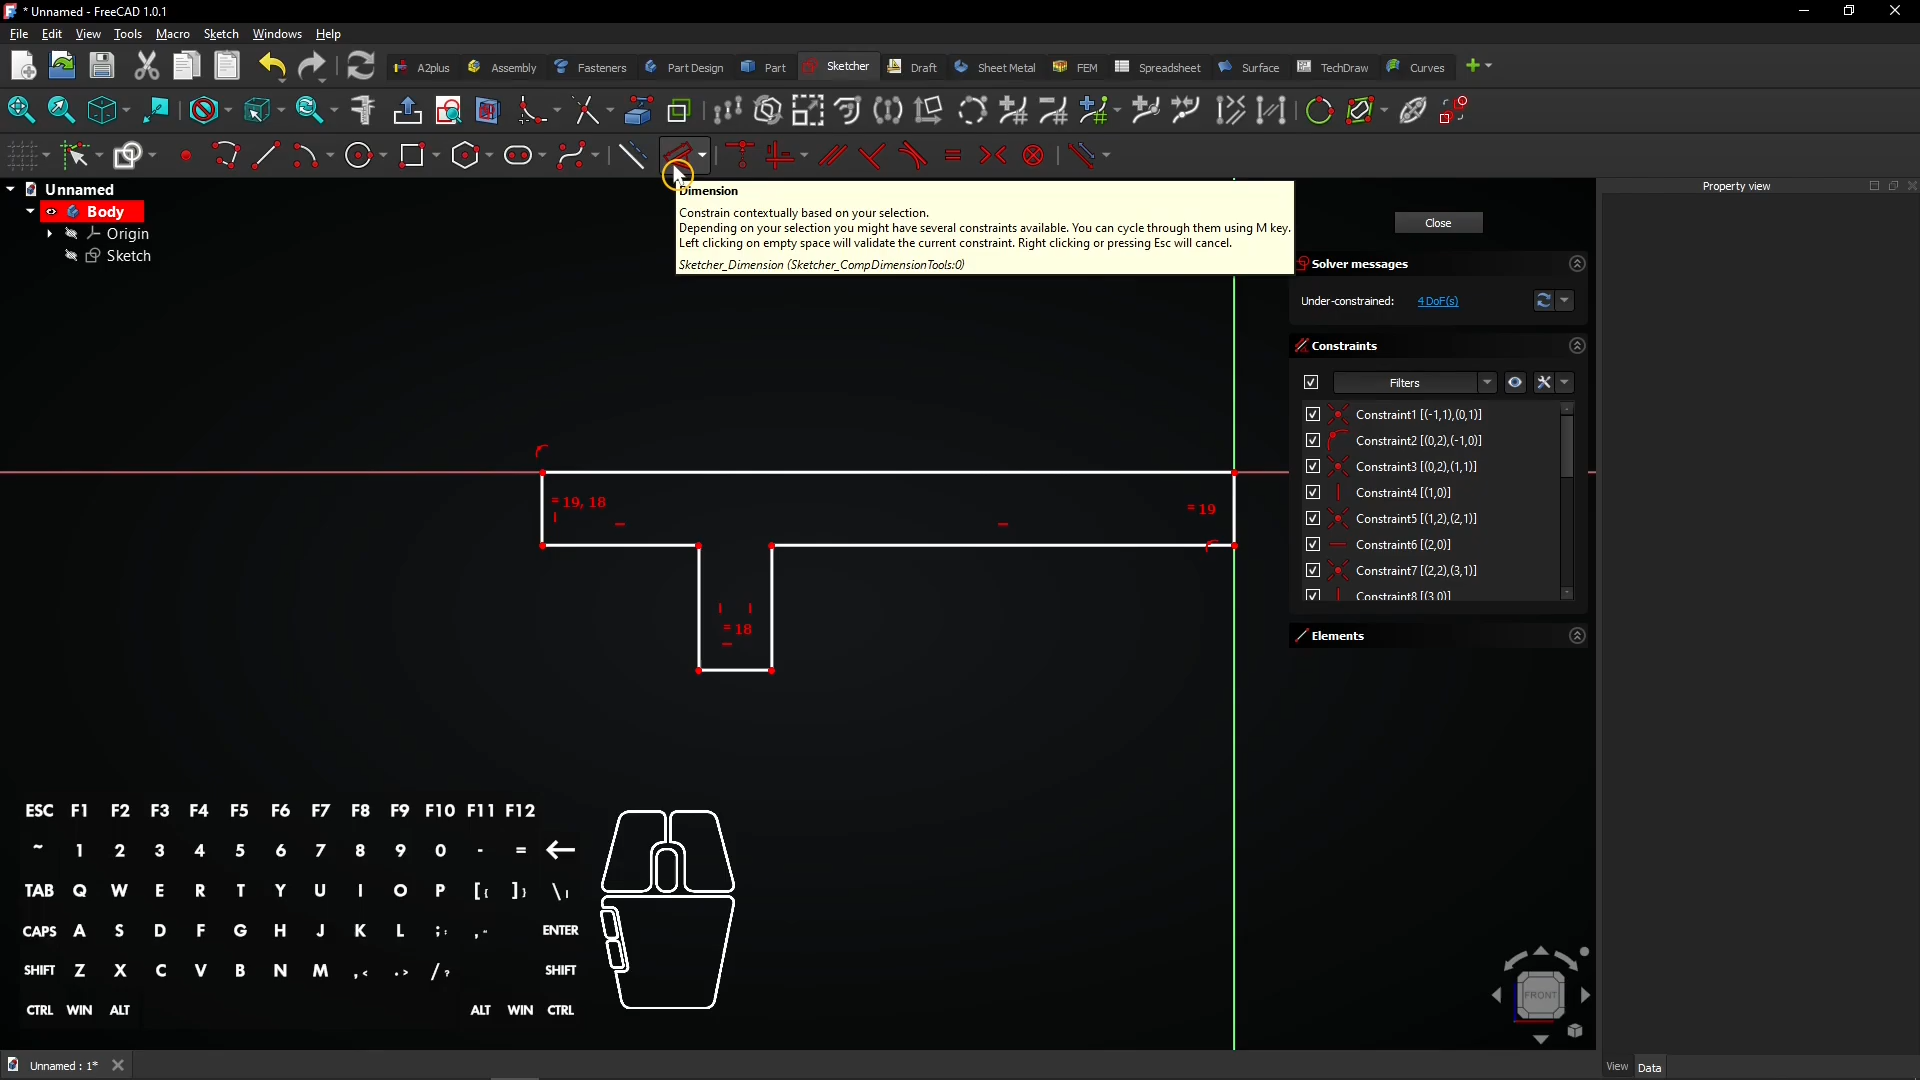 * Unnamed - FreeCAD 1.0.1
File Edit View Tools Macro Sketch Windows Help
A2plus Assembly Fasteners Part Design Part Sketcher Draft Sheet Metal FEM Spreadsheet Surface TechDraw Curves
Unnamed
Body
Origin
Sketch
Dimension
Constrain contextually based on your selection.
Depending on your selection you might have several constraints available. You can cycle through them using M key.
Left clicking on empty space will validate the current constraint. Right clicking or pressing Esc will cancel.
Sketcher_Dimension (Sketcher_CompDimensionTools:0)
Property view
Close
Solver messages
Under-constrained: 4 DoF(s)
Constraints
Filters
Constraint1 [(-1,1),(0,1)]
Constraint2 [(0,2),(-1,0)]
Constraint3 [(0,2),(1,1)]
Constraint4 [(1,0)]
Constraint5 [(1,2),(2,1)]
Constraint6 [(2,0)]
Constraint7 [(2,2),(3,1)]
Constraint8 [(3,0)]
Elements
= 19, 18
= 19
= 18
ESC F1 F2 F3 F4 F5 F6 F7 F8 F9 F10 F11 F12
~ 1 2 3 4 5 6 7 8 9 0 - = ←
TAB Q W E R T Y U I O P [{ ]} \|
CAPS A S D F G H J K L ;: ,“ ENTER
SHIFT Z X C V B N M ,< .> /? SHIFT
CTRL WIN ALT ALT WIN CTRL
FRONT
Unnamed : 1*
View Data